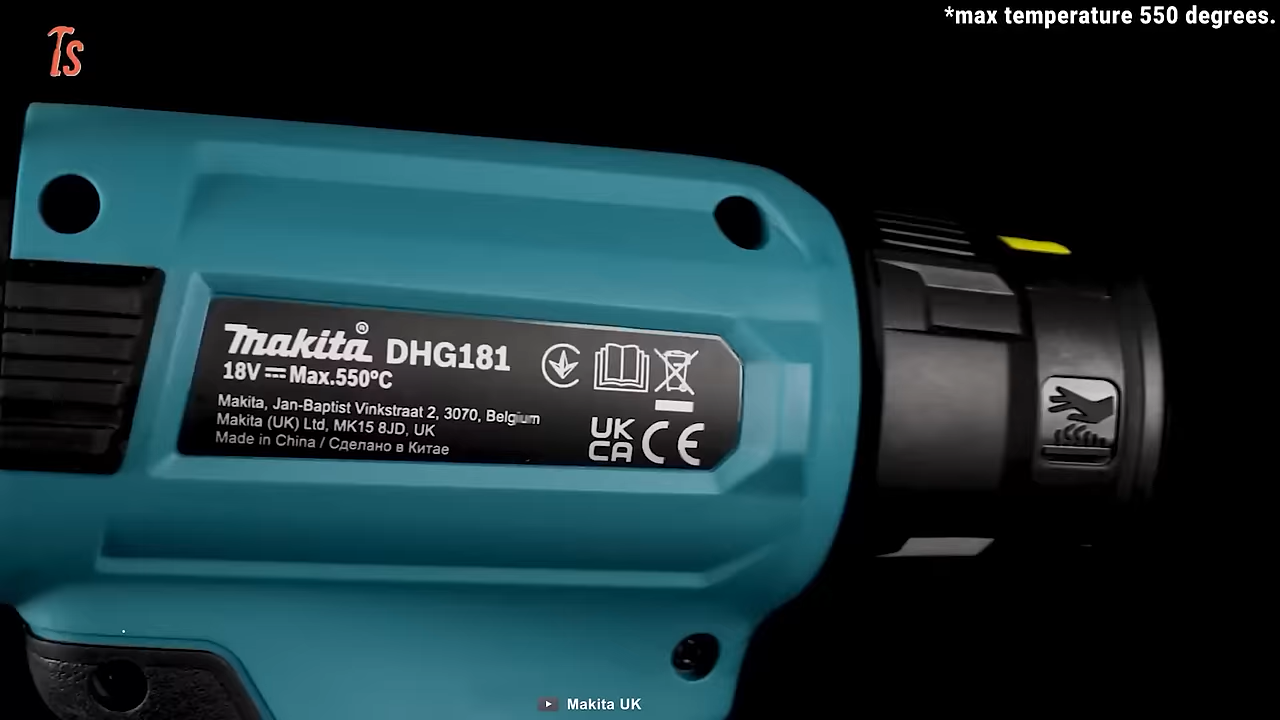 *max temperature 550 degrees.
Ts
makita® DHG181
18V⎓Max.550°C
Makita, Jan-Baptist Vinkstraat 2, 3070, Belgium
Makita (UK) Ltd, MK15 8JD, UK
Made in China / Сделано в Китае
UK
CA CE
Makita UK